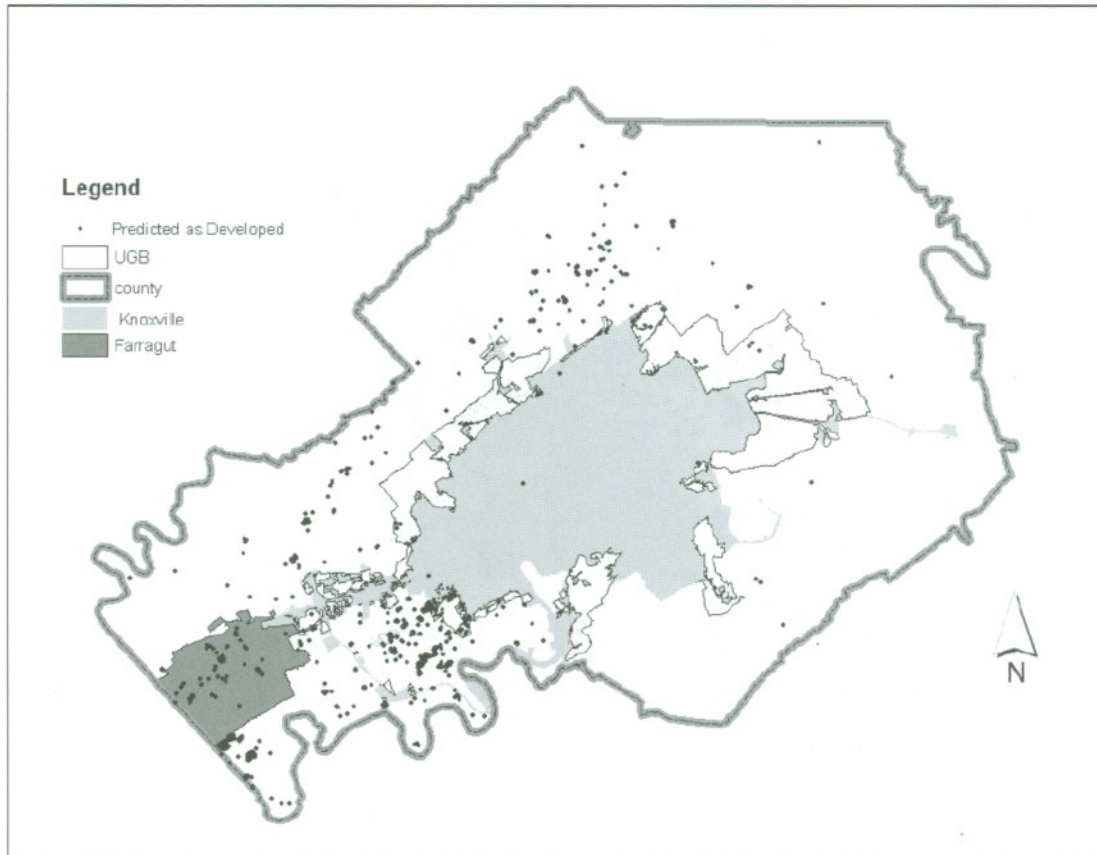 Legend
Predicted as Developed
UGB
county
Knoxville
Farragut
N